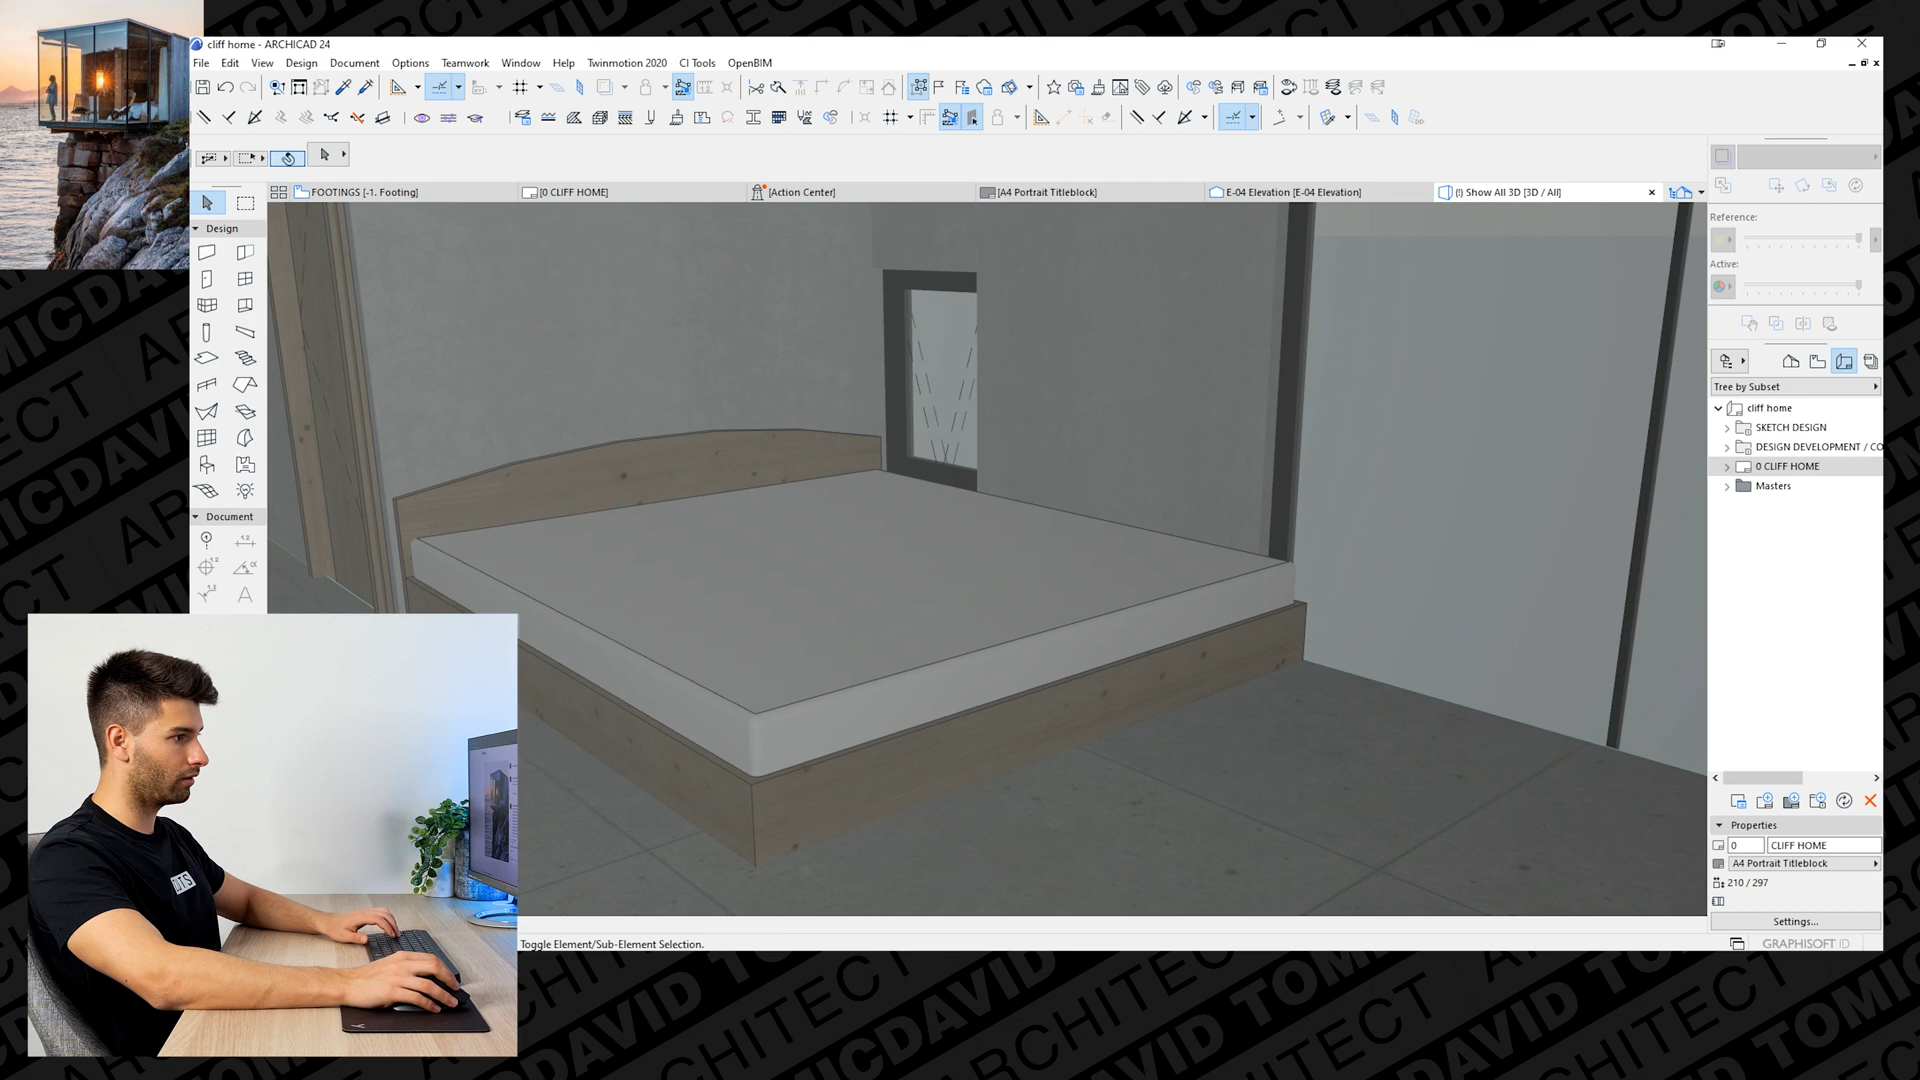 cliff home - ARCHICAD 24
File Edit View Design Document Options Teamwork Window Help Twinmotion 2020 CI Tools OpenBIM
FOOTINGS [-1. Footing]
[0 CLIFF HOME]
[Action Center]
[A4 Portrait Titleblock]
E-04 Elevation [E-04 Elevation]
(!) Show All 3D [3D / All]
Design
Document
Reference:
Active:
Tree by Subset
cliff home
SKETCH DESIGN
DESIGN DEVELOPMENT / CO
0 CLIFF HOME
Masters
Properties
0 CLIFF HOME
A4 Portrait Titleblock
210 / 297
Settings...
Toggle Element/Sub-Element Selection.
GRAPHISOFT ID
DAVID TOMIC
ARCHITECT